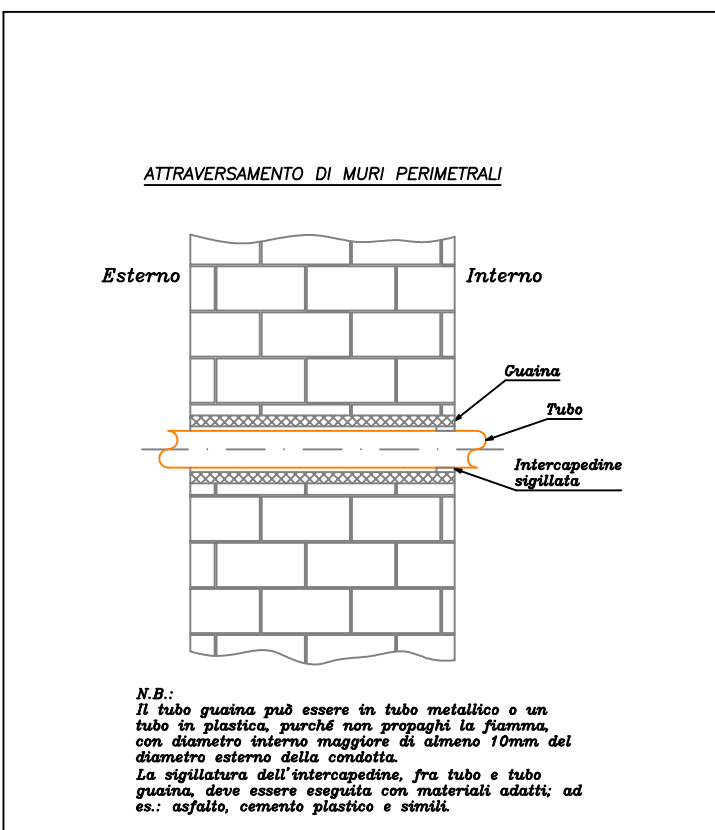 ATTRAVERSAMENTO DI MURI PERIMETRALI
Esterno
Interno
Guaina
Tubo
Intercapedine
sigillata
N.B.:
Il tubo guaina può essere in tubo metallico o un
tubo in plastica, purché non propaghi la fiamma,
con diametro interno maggiore di almeno 10mm del
diametro esterno della condotta.
La sigillatura dell'intercapedine, fra tubo e tubo
guaina, deve essere eseguita con materiali adatti; ad
es.: asfalto, cemento plastico e simili.